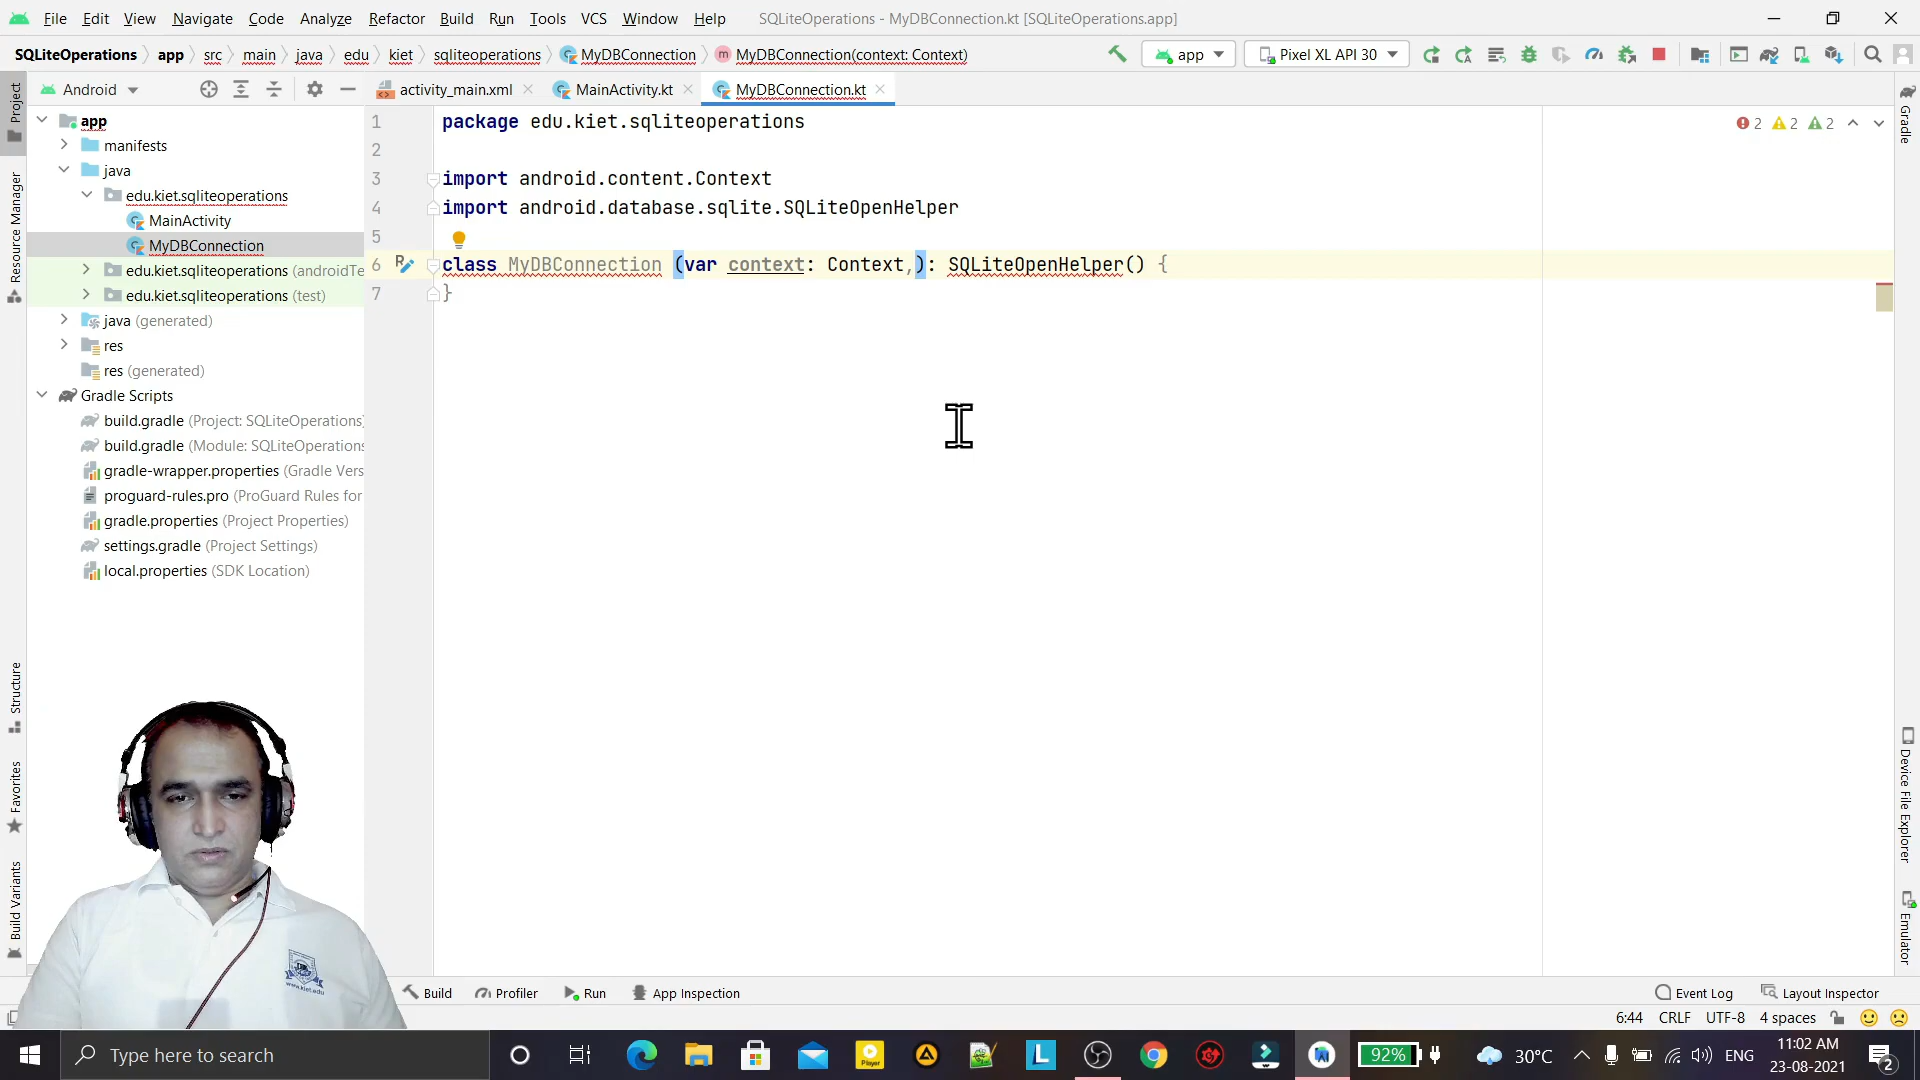 File Edit View Navigate Code Analyze Refactor Build Run Tools VCS Window Help SQLiteOperations - MyDBConnection.kt [SQLiteOperations.app]
SQLiteOperations app src main java edu kiet sqliteoperations MyDBConnection m MyDBConnection(context: Context) app Pixel XL API 30
Project
Android
activity_main.xml MainActivity.kt MyDBConnection.kt
app
manifests
java
edu.kiet.sqliteoperations
MainActivity
MyDBConnection
edu.kiet.sqliteoperations (androidTe
edu.kiet.sqliteoperations (test)
java (generated)
res
res (generated)
Gradle Scripts
build.gradle (Project: SQLiteOperations)
build.gradle (Module: SQLiteOperations
gradle-wrapper.properties (Gradle Vers
proguard-rules.pro (ProGuard Rules for
gradle.properties (Project Properties)
settings.gradle (Project Settings)
local.properties (SDK Location)
1 package edu.kiet.sqliteoperations
2
3 import android.content.Context
4 import android.database.sqlite.SQLiteOpenHelper
5
6 class MyDBConnection (var context: Context,): SQLiteOpenHelper() {
7 }
2 2 2
Resource Manager
Structure
Favorites
Build Variants
Gradle
Device File Explorer
Emulator
www.kiet.edu
Build Profiler Run App Inspection Event Log Layout Inspector
6:44 CRLF UTF-8 4 spaces
Type here to search
92% 30°C ENG
11:02 AM
23-08-2021
2